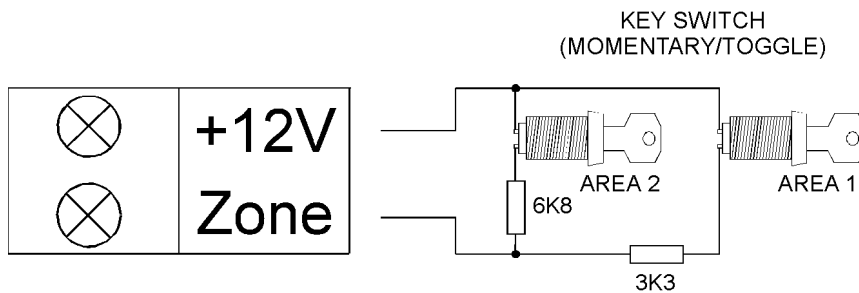 KEY SWITCH
(MOMENTARY/TOGGLE)
+12V
Zone
AREA 2
AREA 1
6K8
3K3